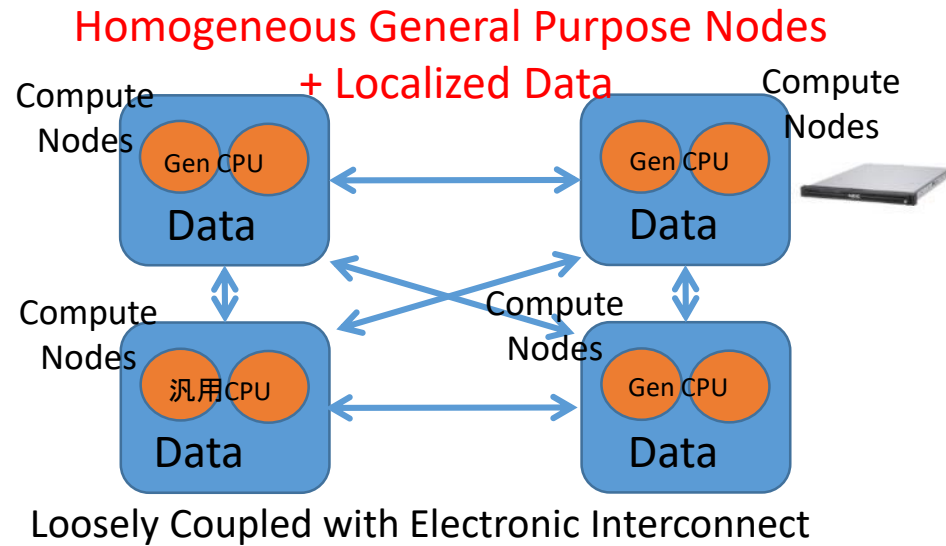 Homogeneous General Purpose Nodes
+ Localized Data
Compute
Nodes
Gen CPU
Data
Compute
Nodes
Gen CPU
Data
Compute
Nodes
汎用CPU
Data
Compute
Nodes
Gen CPU
Data
Loosely Coupled with Electronic Interconnect